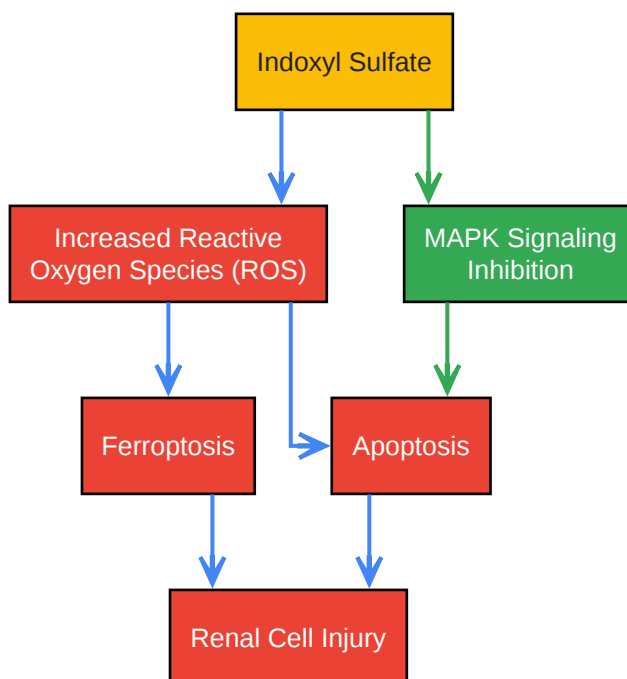 Indoxyl Sulfate
Increased Reactive
Oxygen Species (ROS)
MAPK Signaling
Inhibition
Ferroptosis
Apoptosis
Renal Cell Injury